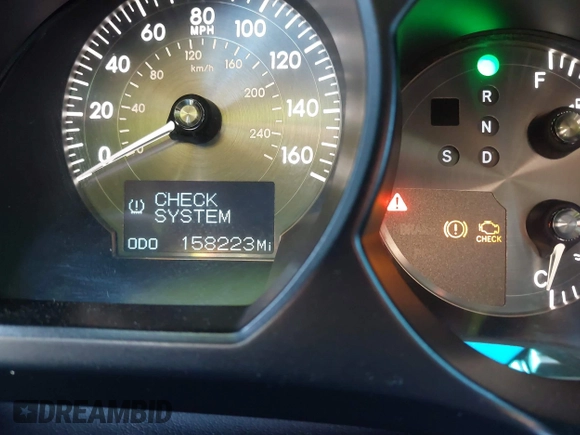 80
MPH
60
100
40
120
20
140
0
160
km/h
40
80
120
160
200
240
CHECK
SYSTEM
ODO 158223Mi
R
N
S D
F
C
BRAKE
CHECK
DREAMBID